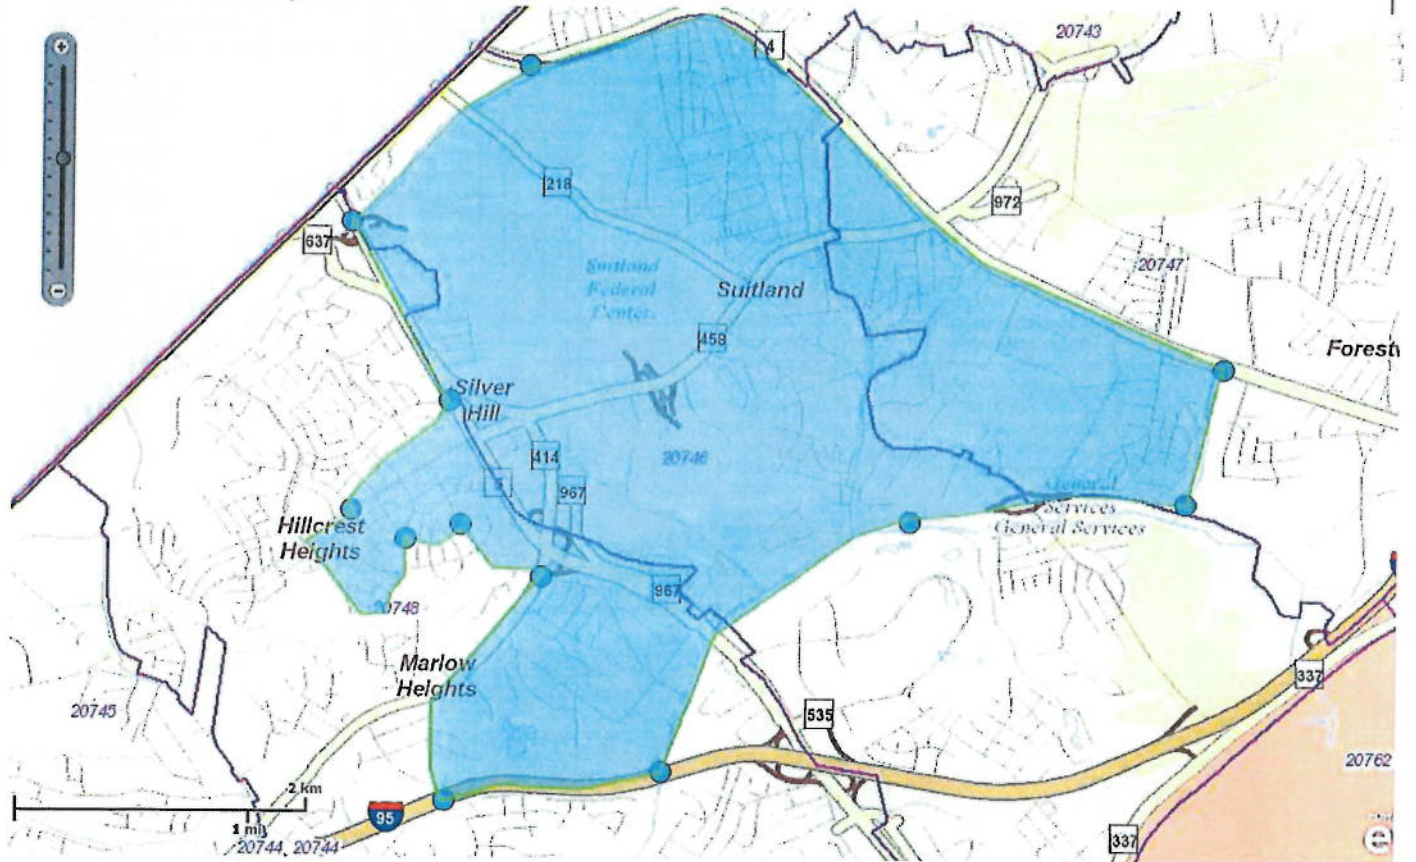 +
20743
4
218
972
637
20747
Suitland
Federal
Center
Suitland
458
Forestv
Silver
Hill
414
20746
967
General
Services
General Services
Hillcrest
Heights
967
20748
Marlow
Heights
337
20745
535
20762
2 km
95
1 mi
337
20744 20744
e